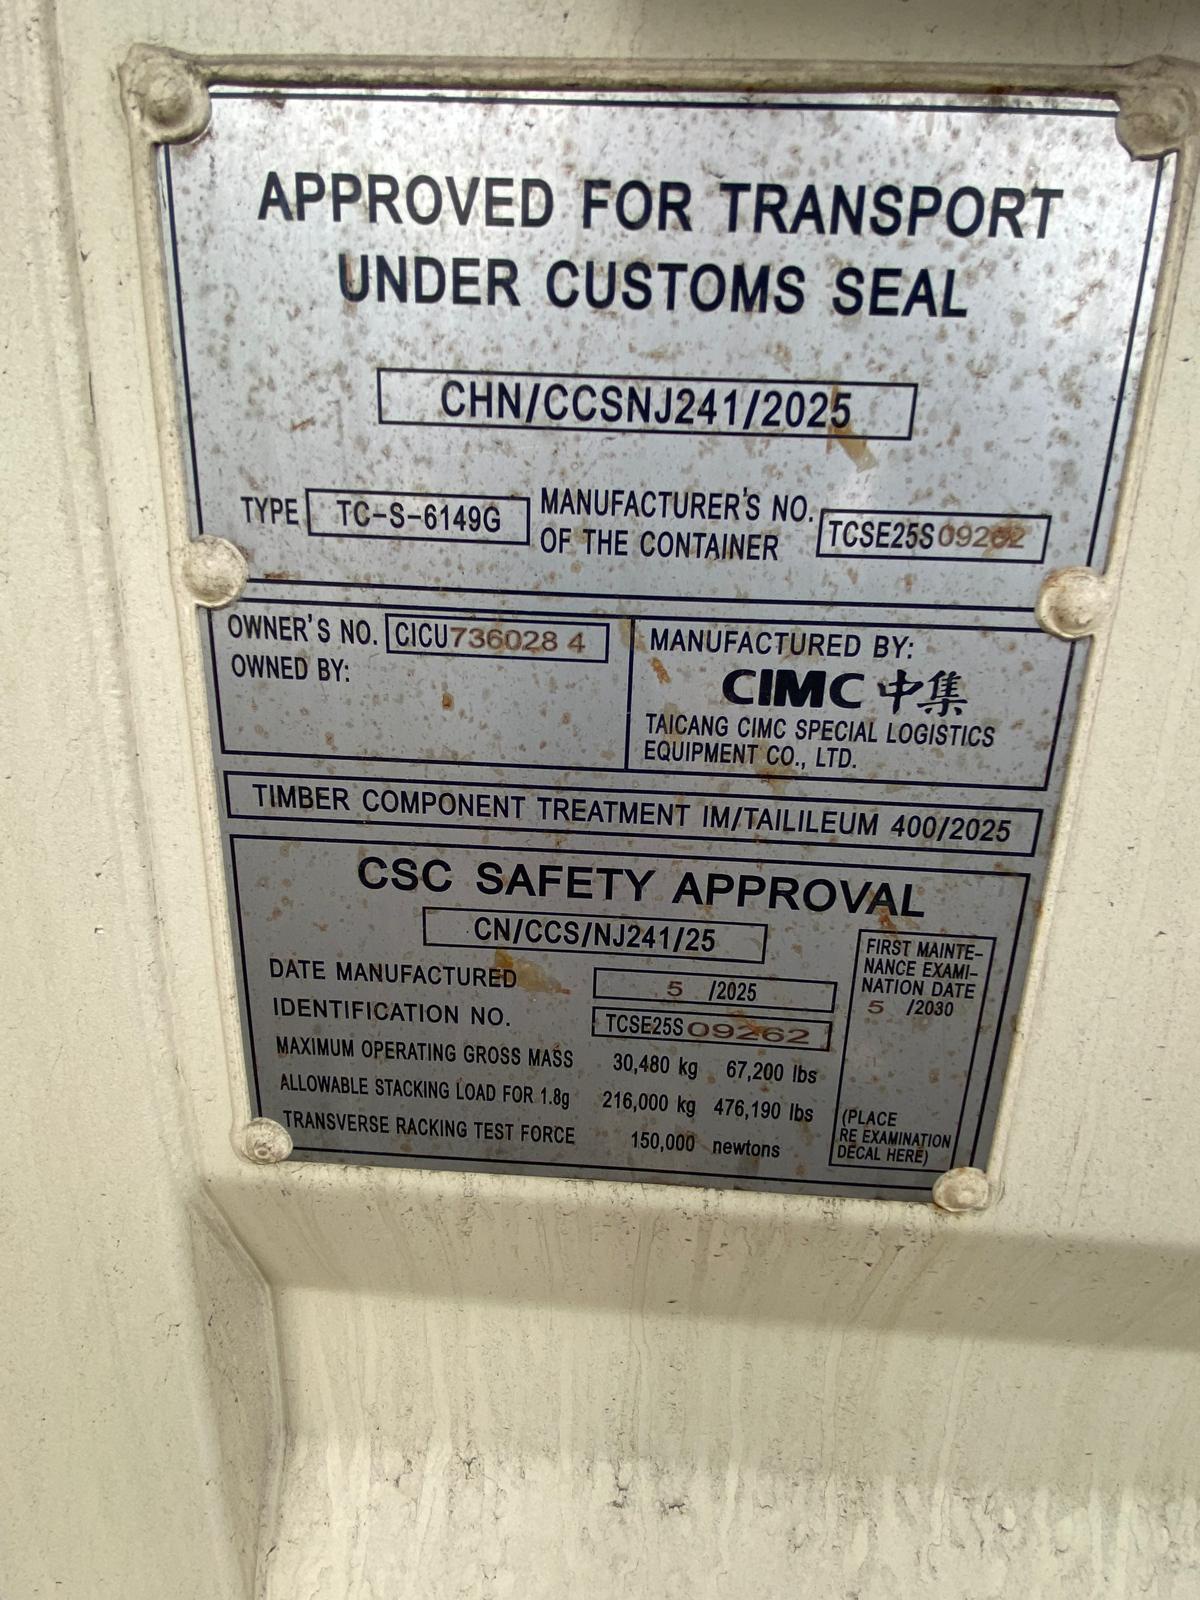 APPROVED FOR TRANSPORT
UNDER CUSTOMS SEAL
CHN/CCSNJ241/2025
TYPE TC-S-6149G MANUFACTURER'S NO.
OF THE CONTAINER TCSE25S09262
OWNER'S NO. CICU736028 4
OWNED BY:
MANUFACTURED BY:
CIMC 中集
TAICANG CIMC SPECIAL LOGISTICS
EQUIPMENT CO., LTD.
TIMBER COMPONENT TREATMENT IM/TAILILEUM 400/2025
CSC SAFETY APPROVAL
CN/CCS/NJ241/25
DATE MANUFACTURED 5 /2025
IDENTIFICATION NO. TCSE25S09262
MAXIMUM OPERATING GROSS MASS 30,480 kg 67,200 lbs
ALLOWABLE STACKING LOAD FOR 1.8g 216,000 kg 476,190 lbs
TRANSVERSE RACKING TEST FORCE 150,000 newtons
FIRST MAINTE-
NANCE EXAMI-
NATION DATE
5 /2030
(PLACE
RE EXAMINATION
DECAL HERE)